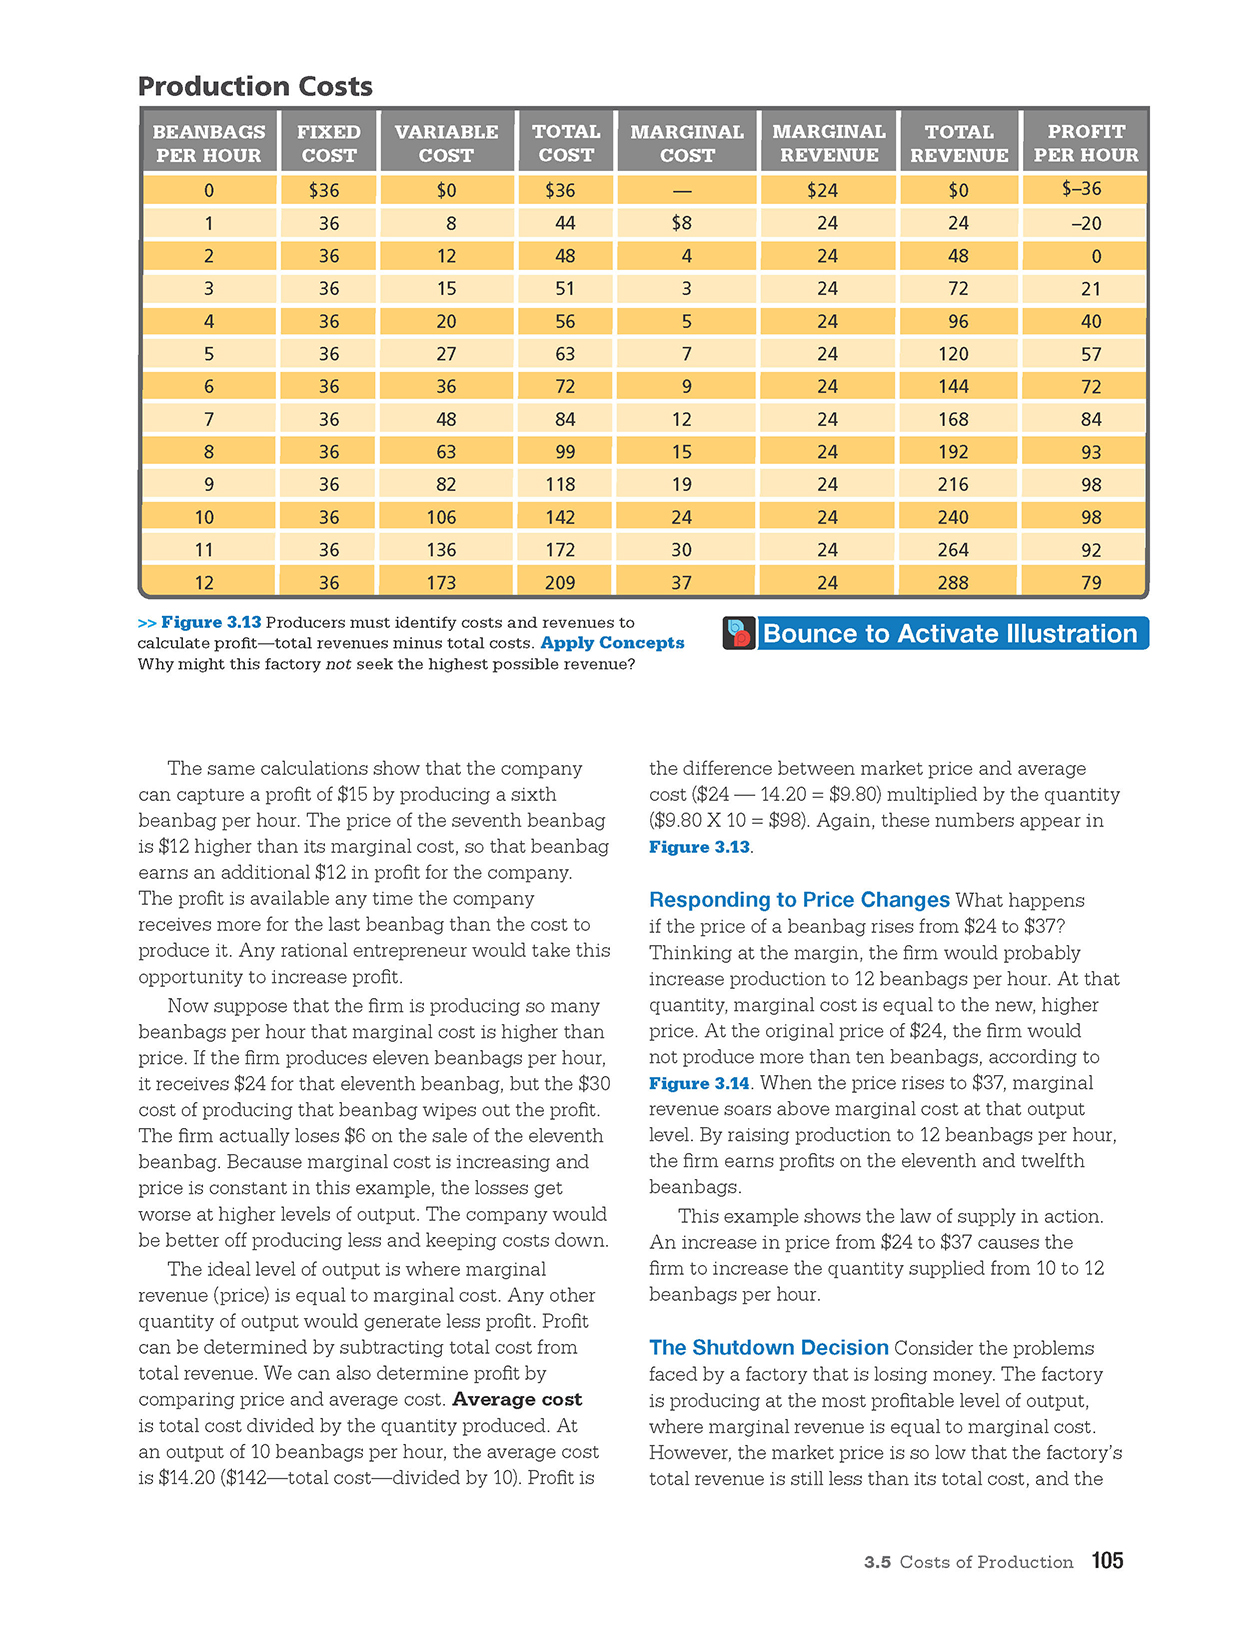 Production Costs
BEANBAGS PER HOUR FIXED COST VARIABLE COST TOTAL COST MARGINAL COST MARGINAL REVENUE TOTAL REVENUE PROFIT PER HOUR
0 $36 $0 $36 — $24 $0 $–36
1 36 8 44 $8 24 24 –20
2 36 12 48 4 24 48 0
3 36 15 51 3 24 72 21
4 36 20 56 5 24 96 40
5 36 27 63 7 24 120 57
6 36 36 72 9 24 144 72
7 36 48 84 12 24 168 84
8 36 63 99 15 24 192 93
9 36 82 118 19 24 216 98
10 36 106 142 24 24 240 98
11 36 136 172 30 24 264 92
12 36 173 209 37 24 288 79
>> Figure 3.13 Producers must identify costs and revenues to
calculate profit—total revenues minus total costs. Apply Concepts
Why might this factory not seek the highest possible revenue?
Bounce to Activate Illustration
The same calculations show that the company
can capture a profit of $15 by producing a sixth
beanbag per hour. The price of the seventh beanbag
is $12 higher than its marginal cost, so that beanbag
earns an additional $12 in profit for the company.
The profit is available any time the company
receives more for the last beanbag than the cost to
produce it. Any rational entrepreneur would take this
opportunity to increase profit.
Now suppose that the firm is producing so many
beanbags per hour that marginal cost is higher than
price. If the firm produces eleven beanbags per hour,
it receives $24 for that eleventh beanbag, but the $30
cost of producing that beanbag wipes out the profit.
The firm actually loses $6 on the sale of the eleventh
beanbag. Because marginal cost is increasing and
price is constant in this example, the losses get
worse at higher levels of output. The company would
be better off producing less and keeping costs down.
The ideal level of output is where marginal
revenue (price) is equal to marginal cost. Any other
quantity of output would generate less profit. Profit
can be determined by subtracting total cost from
total revenue. We can also determine profit by
comparing price and average cost. Average cost
is total cost divided by the quantity produced. At
an output of 10 beanbags per hour, the average cost
is $14.20 ($142—total cost—divided by 10). Profit is
the difference between market price and average
cost ($24 — 14.20 = $9.80) multiplied by the quantity
($9.80 X 10 = $98). Again, these numbers appear in
Figure 3.13.
Responding to Price Changes What happens
if the price of a beanbag rises from $24 to $37?
Thinking at the margin, the firm would probably
increase production to 12 beanbags per hour. At that
quantity, marginal cost is equal to the new, higher
price. At the original price of $24, the firm would
not produce more than ten beanbags, according to
Figure 3.14. When the price rises to $37, marginal
revenue soars above marginal cost at that output
level. By raising production to 12 beanbags per hour,
the firm earns profits on the eleventh and twelfth
beanbags.
This example shows the law of supply in action.
An increase in price from $24 to $37 causes the
firm to increase the quantity supplied from 10 to 12
beanbags per hour.
The Shutdown Decision Consider the problems
faced by a factory that is losing money. The factory
is producing at the most profitable level of output,
where marginal revenue is equal to marginal cost.
However, the market price is so low that the factory's
total revenue is still less than its total cost, and the
3.5 Costs of Production 105